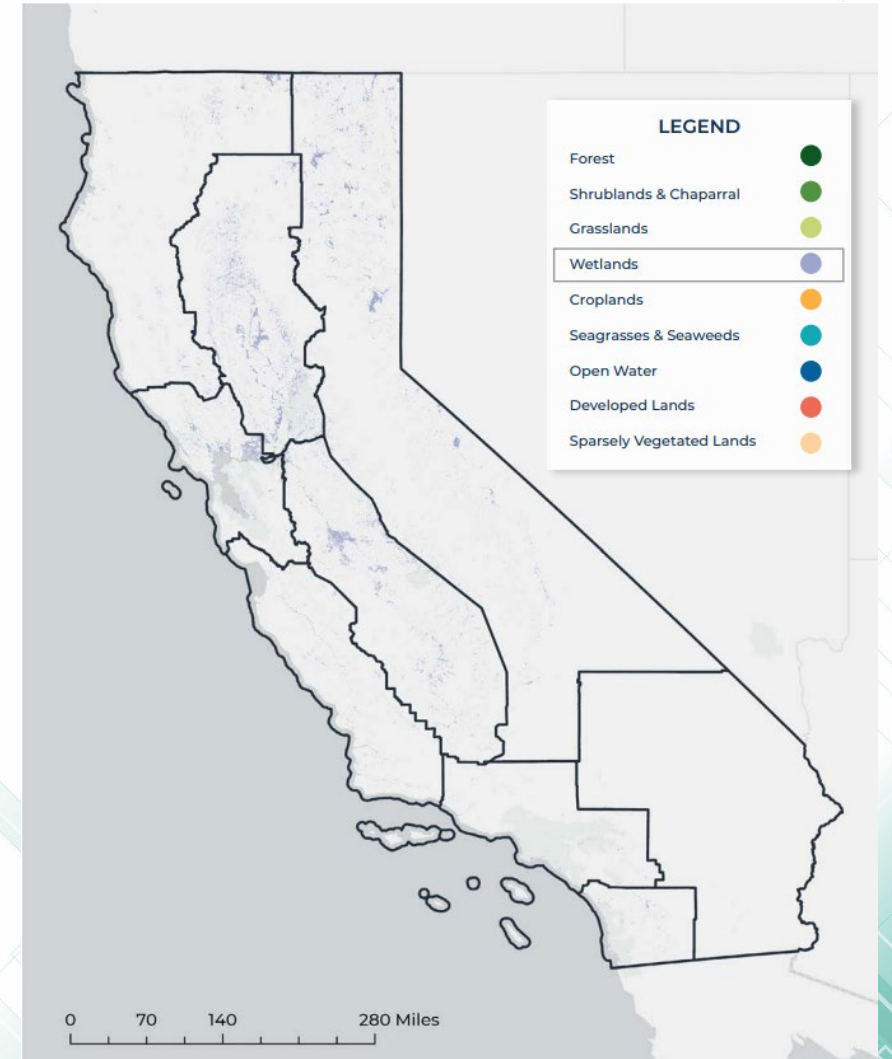 LEGEND
Forest
Shrublands & Chaparral
Grasslands
Wetlands
Croplands
Seagrasses & Seaweeds
Open Water
Developed Lands
Sparsely Vegetated Lands
0 70 140 280 Miles